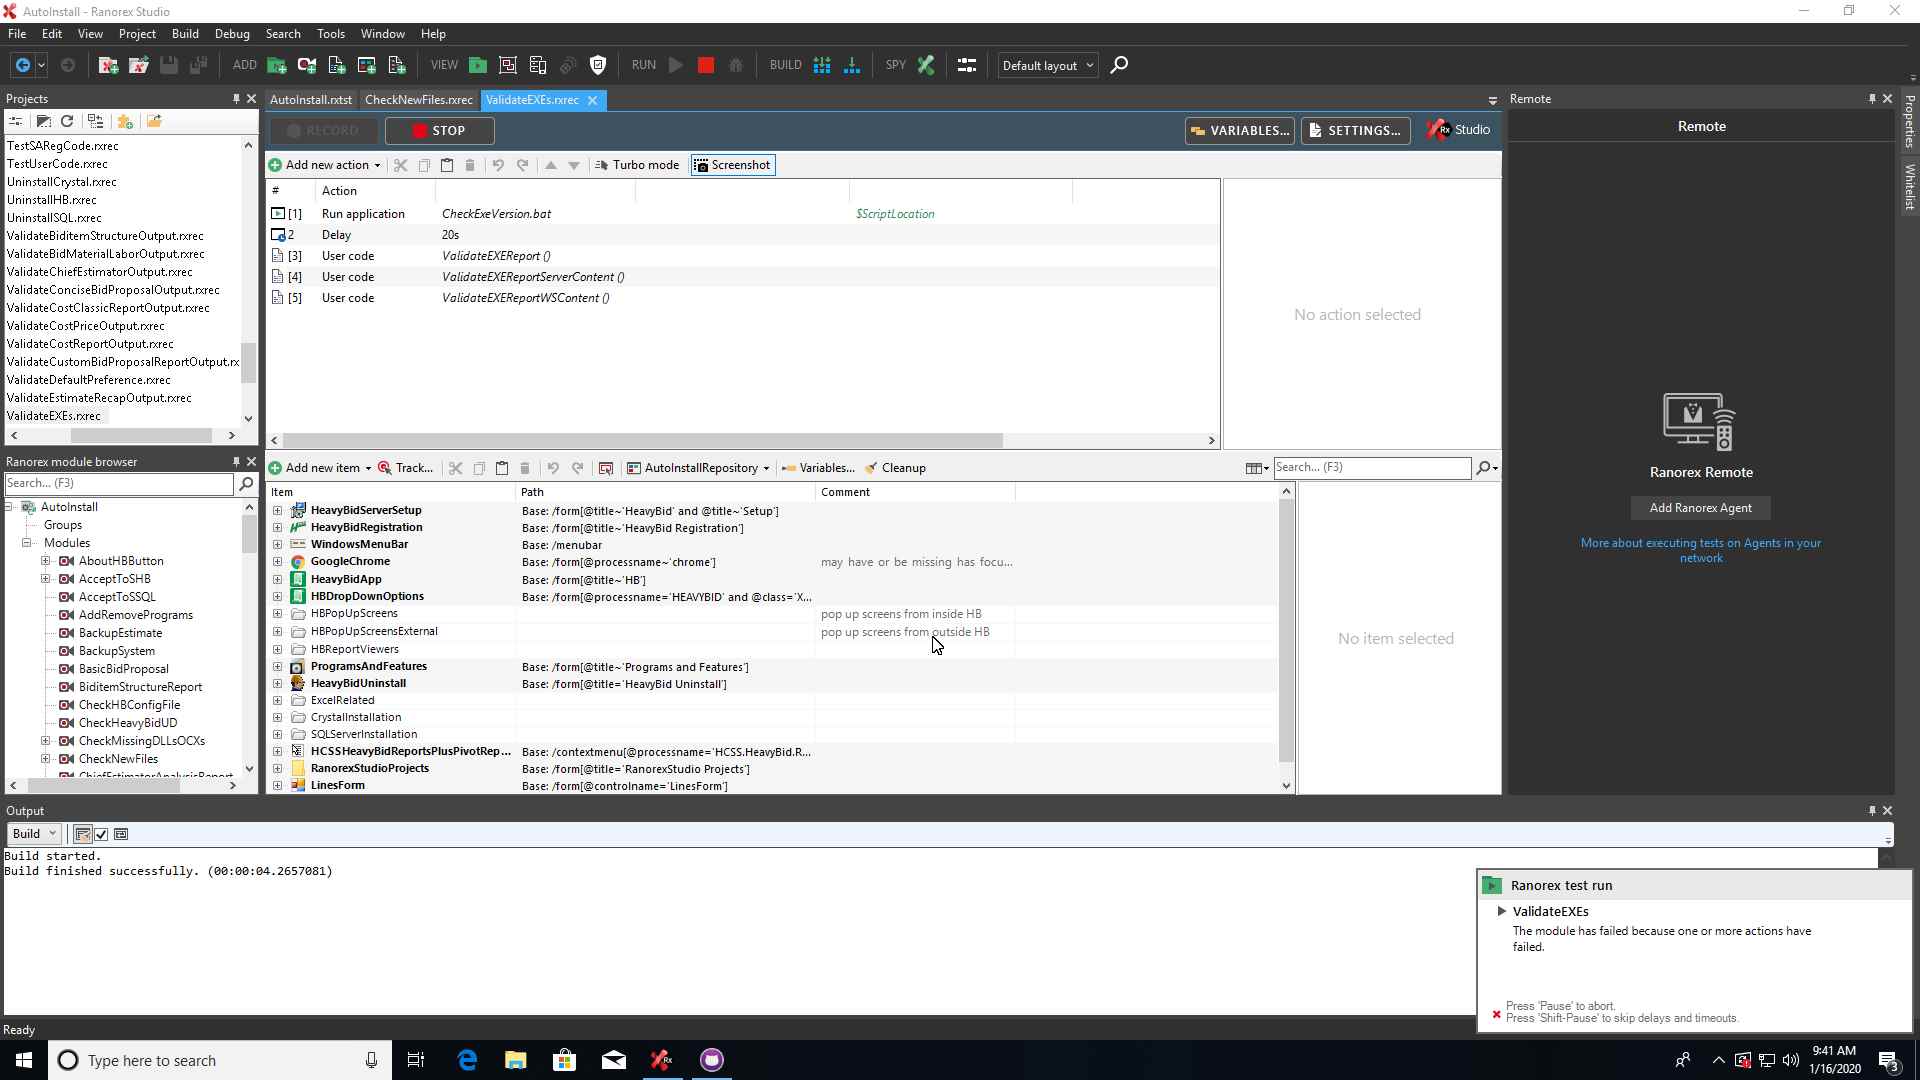 AutoInstall - Ranorex Studio
File Edit View Project Build Debug Search Tools Window Help
ADD VIEW RUN BUILD SPY Default layout
Projects
AutoInstall.rxtst CheckNewFiles.rxrec ValidateEXEs.rxrec
Remote
Properties
Whitelist
TestSARegCode.rxrec
TestUserCode.rxrec
UninstallCrystal.rxrec
UninstallHB.rxrec
UninstallSQL.rxrec
ValidateBiditemStructureOutput.rxrec
ValidateBidMaterialLaborOutput.rxrec
ValidateChiefEstimatorOutput.rxrec
ValidateConciseBidProposalOutput.rxrec
ValidateCostClassicReportOutput.rxrec
ValidateCostPriceOutput.rxrec
ValidateCostReportOutput.rxrec
ValidateCustomBidProposalReportOutput.rx
ValidateDefaultPreference.rxrec
ValidateEstimateRecapOutput.rxrec
ValidateEXEs.rxrec
RECORD STOP VARIABLES... SETTINGS... Rx Studio
Add new action Turbo mode Screenshot
# Action
[1] Run application CheckExeVersion.bat $ScriptLocation
2 Delay 20s
[3] User code ValidateEXEReport ()
[4] User code ValidateEXEReportServerContent ()
[5] User code ValidateEXEReportWSContent ()
No action selected
Remote
Ranorex Remote
Add Ranorex Agent
More about executing tests on Agents in your
network
Ranorex module browser
Search... (F3)
AutoInstall
Groups
Modules
AboutHBButton
AcceptToSHB
AcceptToSSQL
AddRemovePrograms
BackupEstimate
BackupSystem
BasicBidProposal
BiditemStructureReport
CheckHBConfigFile
CheckHeavyBidUD
CheckMissingDLLsOCXs
CheckNewFiles
ChiefEstimatorAnalysisReport
Add new item Track... AutoInstallRepository Variables... Cleanup Search... (F3)
Item Path Comment
HeavyBidServerSetup Base: /form[@title~'HeavyBid' and @title~'Setup']
HeavyBidRegistration Base: /form[@title~'HeavyBid Registration']
WindowsMenuBar Base: /menubar
GoogleChrome Base: /form[@processname~'chrome'] may have or be missing has focu...
HeavyBidApp Base: /form[@title~'HB']
HBDropDownOptions Base: /form[@processname='HEAVYBID' and @class='X...
HBPopUpScreens pop up screens from inside HB
HBPopUpScreensExternal pop up screens from outside HB
HBReportViewers
ProgramsAndFeatures Base: /form[@title~'Programs and Features']
HeavyBidUninstall Base: /form[@title='HeavyBid Uninstall']
ExcelRelated
CrystalInstallation
SQLServerInstallation
HCSSHeavyBidReportsPlusPivotRep... Base: /contextmenu[@processname='HCSS.HeavyBid.R...
RanorexStudioProjects Base: /form[@title='RanorexStudio Projects']
LinesForm Base: /form[@controlname='LinesForm']
No item selected
Output
Build
Build started.
Build finished successfully. (00:00:04.2657081)
Ranorex test run
ValidateEXEs
The module has failed because one or more actions have
failed.
Press 'Pause' to abort.
Press 'Shift-Pause' to skip delays and timeouts.
Ready
Type here to search
9:41 AM
1/16/2020
3